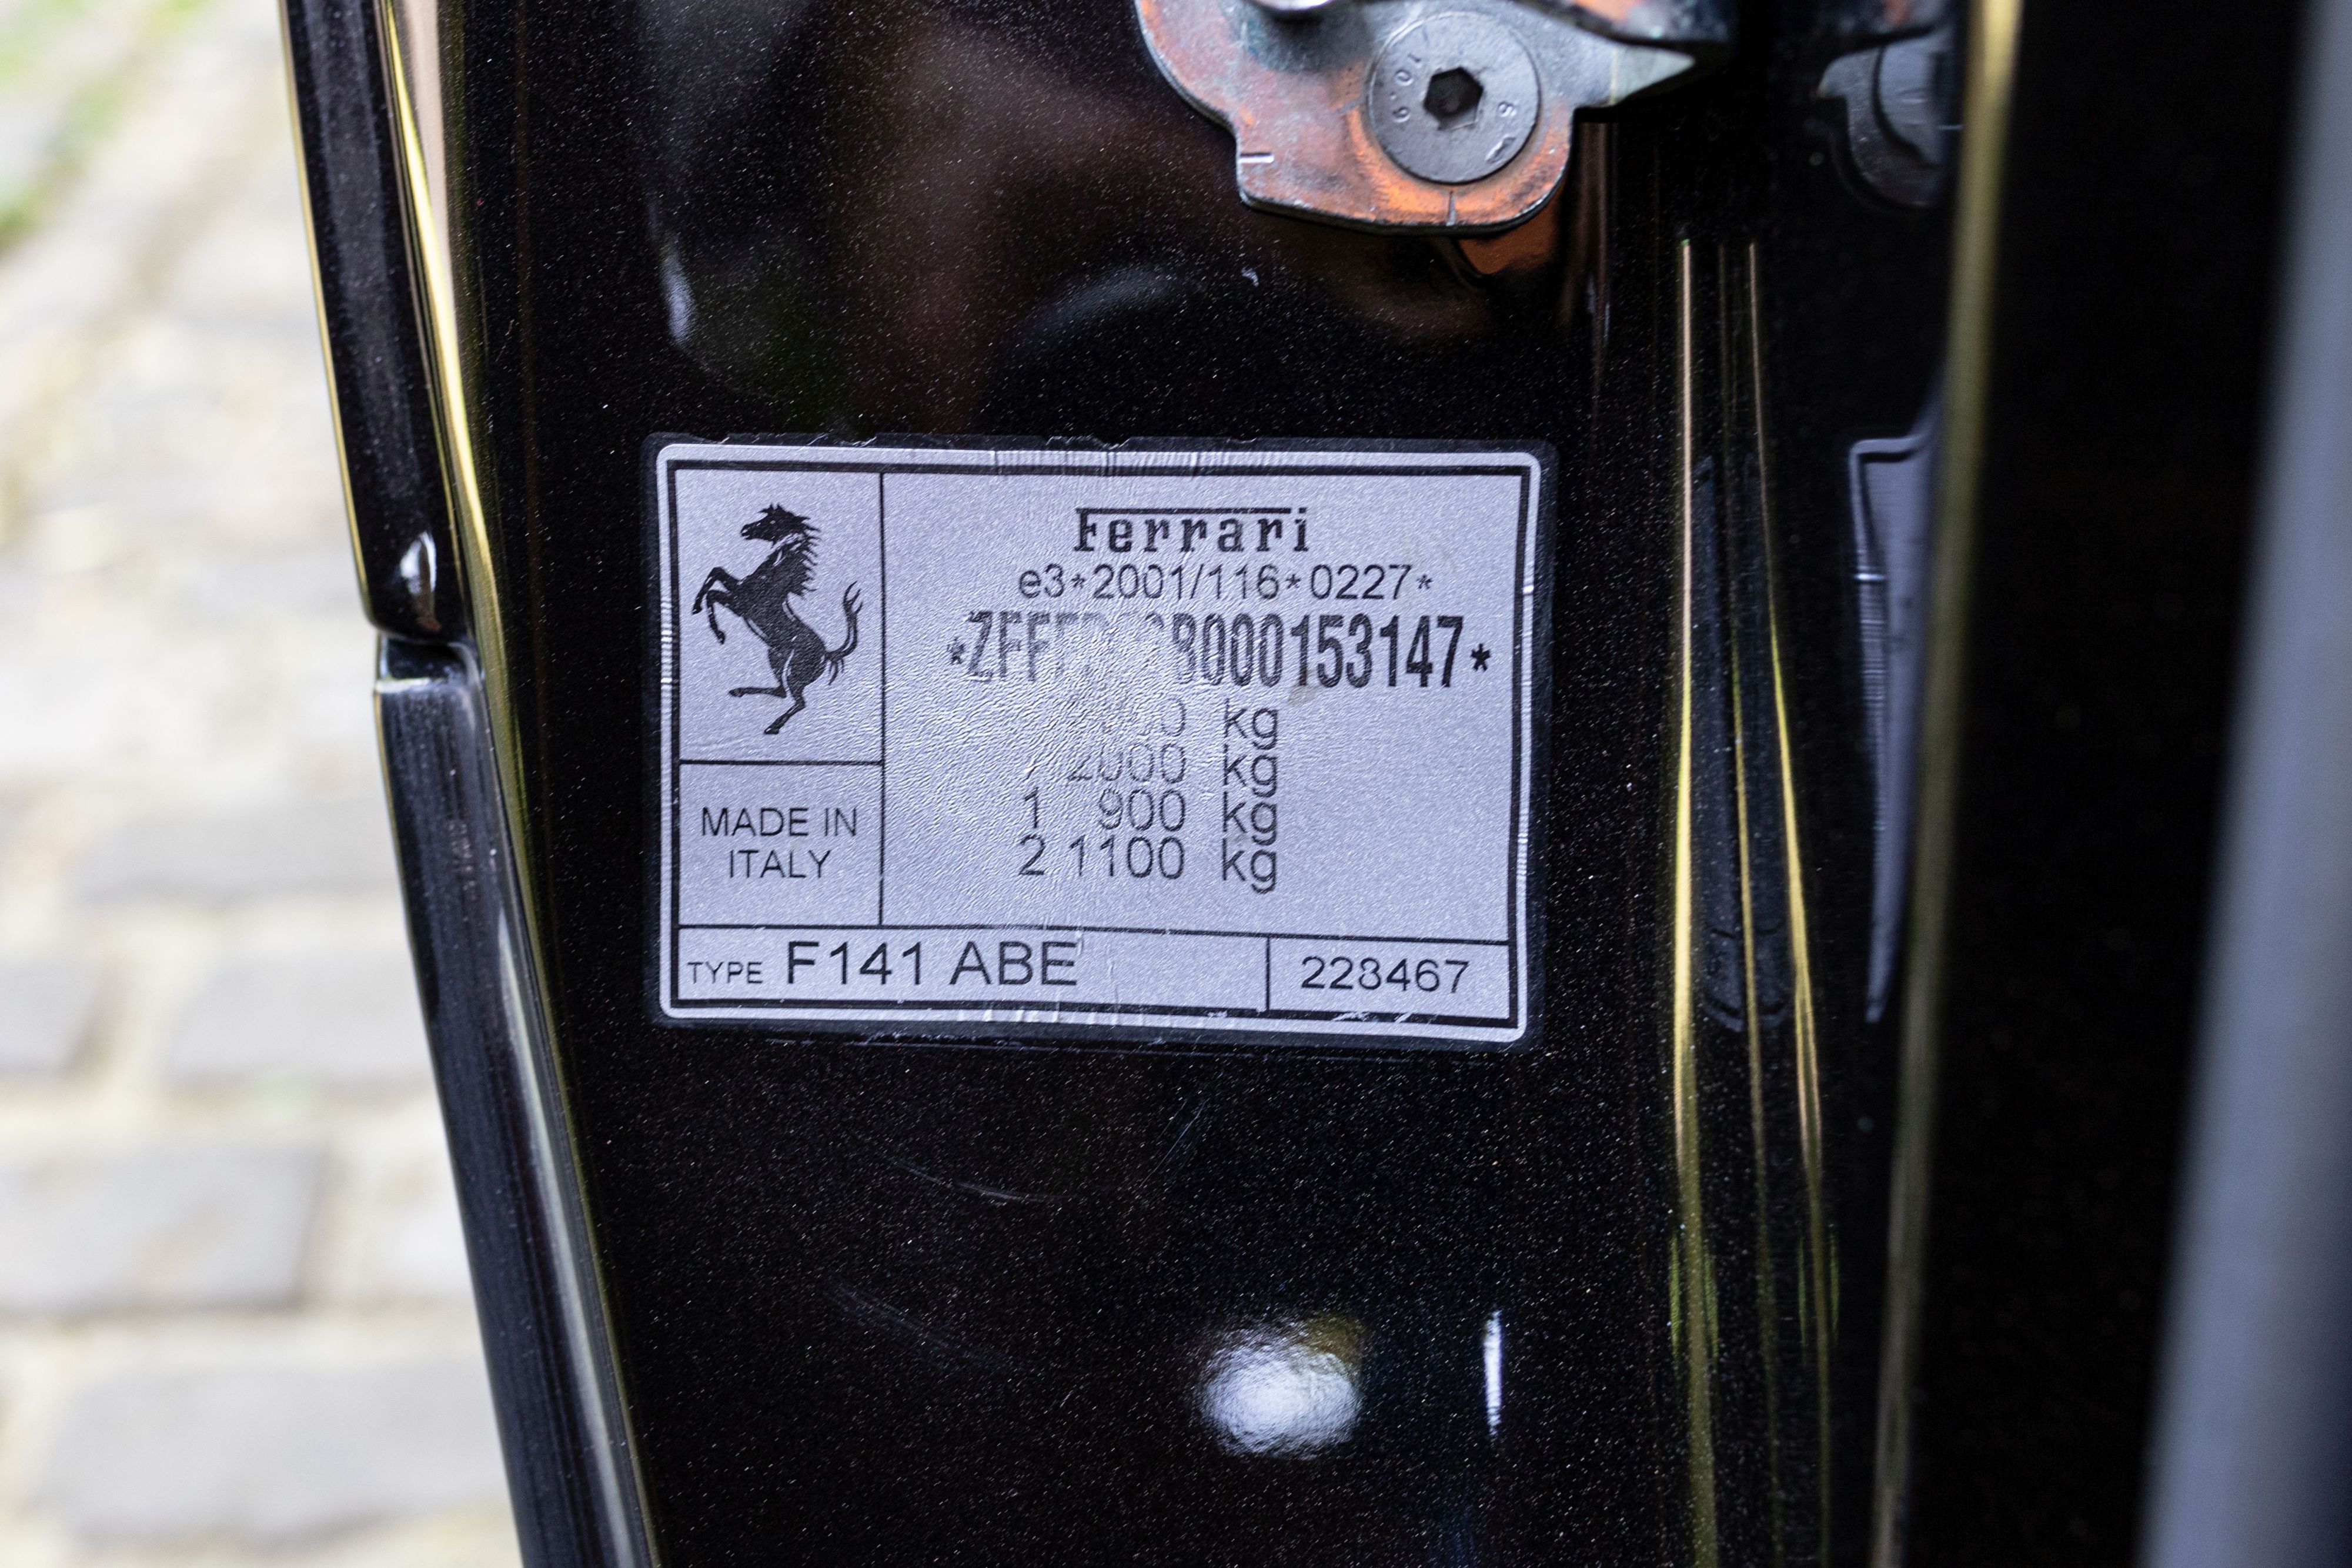 Ferrari
e3*2001/116*0227*
kg
2000 kg
1 900 kg
2 1100 kg
MADE IN
ITALY
TYPE F141 ABE
228467